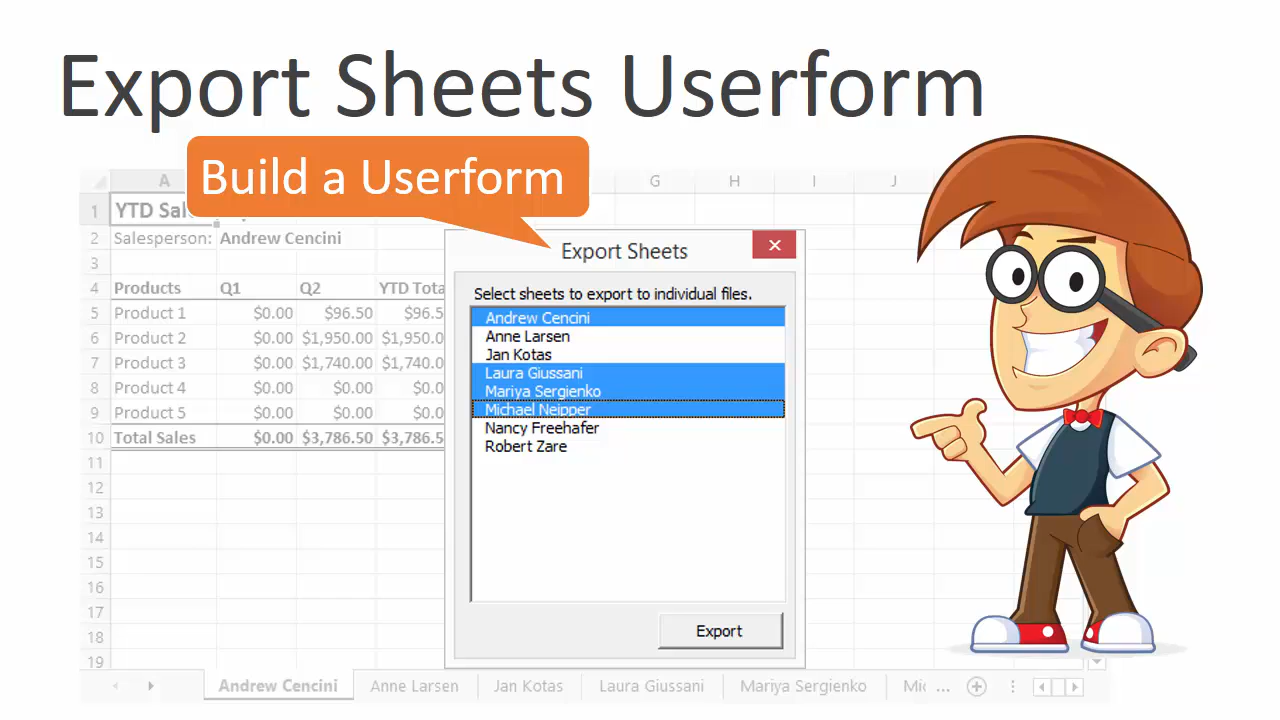 Export Sheets Userform
Build a Userform
A G H I J
1 YTD Sal
2 Salesperson: Andrew Cencini
3
4 Products Q1 Q2 YTD Tota
5 Product 1 $0.00 $96.50 $96.5
6 Product 2 $0.00 $1,950.00 $1,950.0
7 Product 3 $0.00 $1,740.00 $1,740.0
8 Product 4 $0.00 $0.00 $0.0
9 Product 5 $0.00 $0.00 $0.0
10 Total Sales $0.00 $3,786.50 $3,786.5
11
12
13
14
15
16
17
18
19
Export Sheets
Select sheets to export to individual files.
Andrew Cencini
Anne Larsen
Jan Kotas
Laura Giussani
Mariya Sergienko
Michael Neipper
Nancy Freehafer
Robert Zare
Export
Andrew Cencini Anne Larsen Jan Kotas Laura Giussani Mariya Sergienko Mic ...